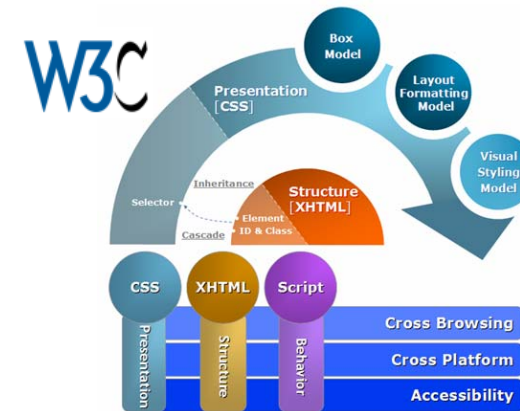 W3C
Box
Model
Presentation
[CSS]
Layout
Formatting
Model
Visual
Styling
Model
Inheritance
Structure
[XHTML]
Selector
Element
Cascade
ID & Class
CSS
XHTML
Script
Presentation
Structure
Behavior
Cross Browsing
Cross Platform
Accessibility